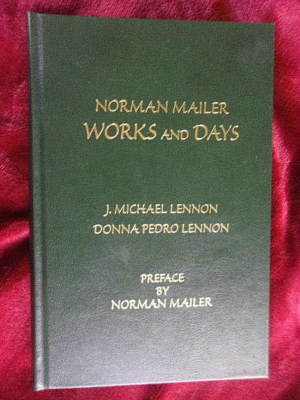 NORMAN MAILER
WORKS AND DAYS
J. MICHAEL LENNON
DONNA PEDRO LENNON
PREFACE
BY
NORMAN MAILER